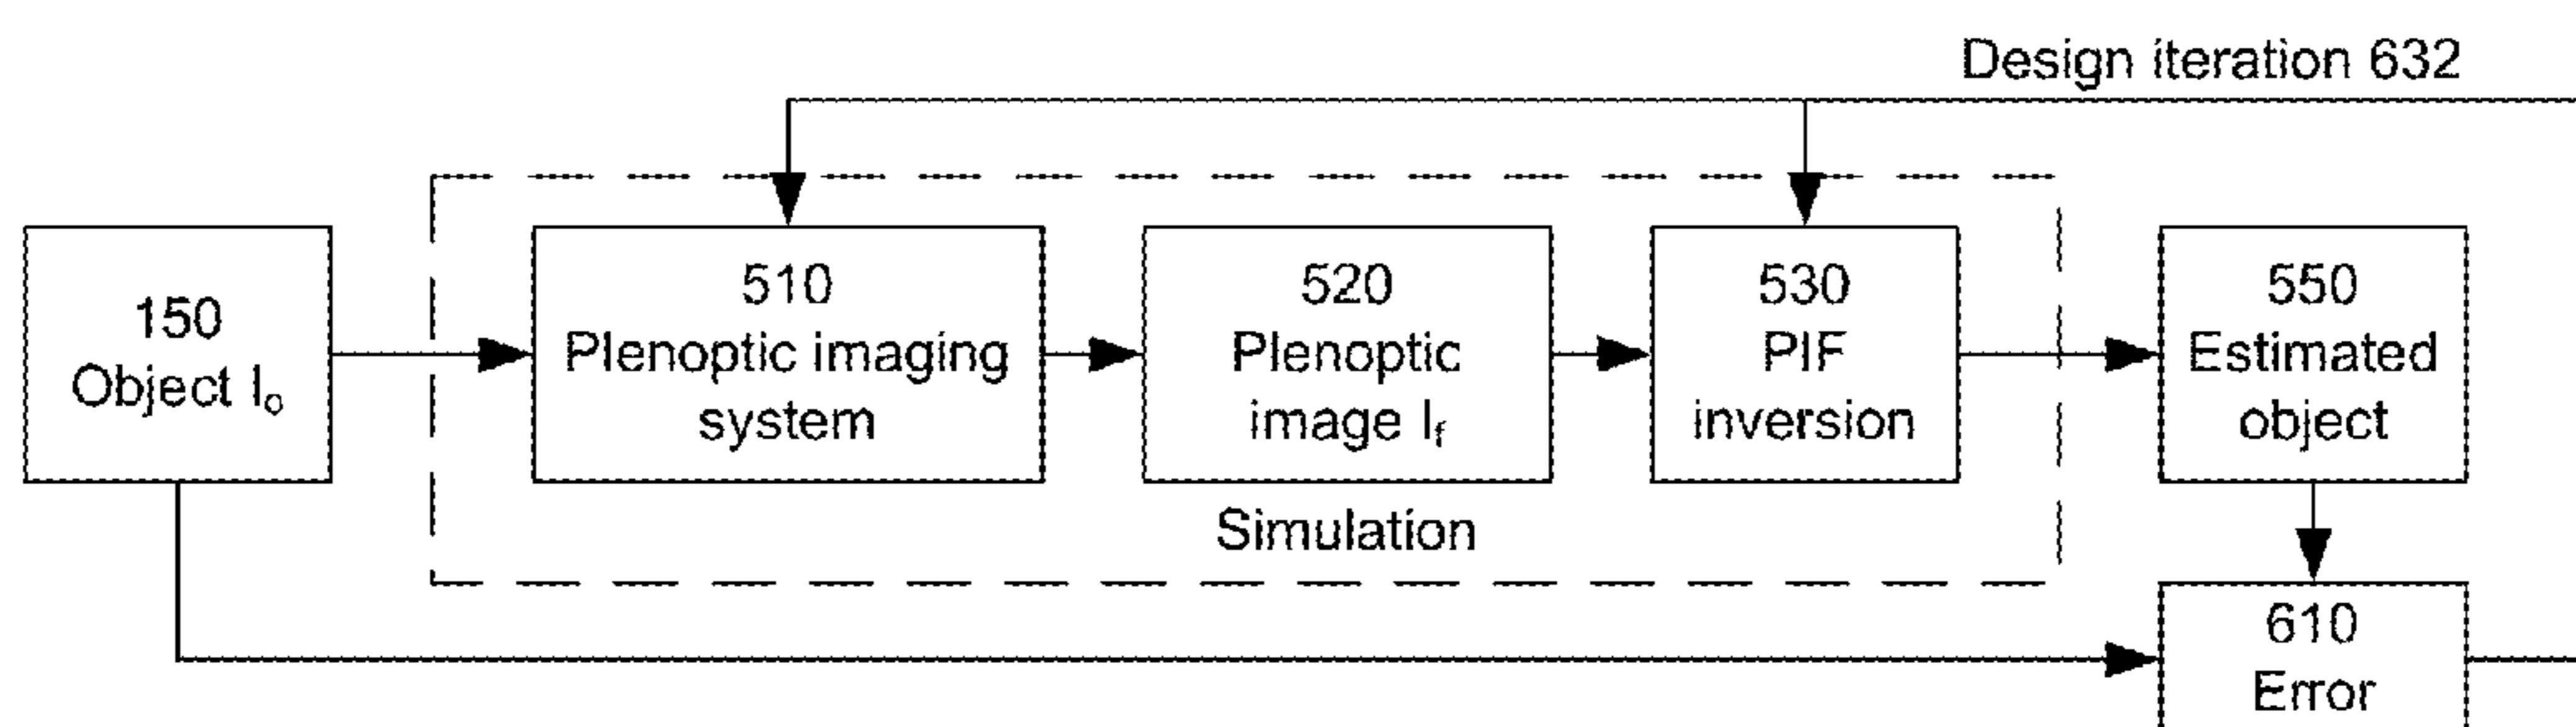 Design iteration 632
150
Object Io
510
Plenoptic imaging
system
520
Plenoptic
image If
530
PIF
inversion
550
Estimated
object
Simulation
610
Error